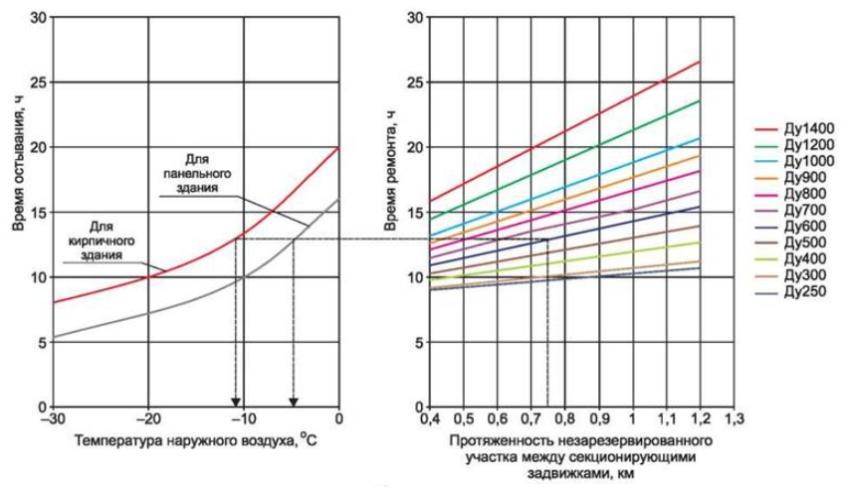 Время остывания, ч
30
25
20
15
10
5
0
–30
–20
–10
0
Температура наружного воздуха, °С
Для
панельного
здания
Для
кирпичного
здания
Время ремонта, ч
30
25
20
15
10
5
0
0,4
0,5
0,6
0,7
0,8
0,9
1
1,1
1,2
1,3
Протяженность незарезервированного
участка между секционирующими
задвижками, км
Ду1400
Ду1200
Ду1000
Ду900
Ду800
Ду700
Ду600
Ду500
Ду400
Ду300
Ду250